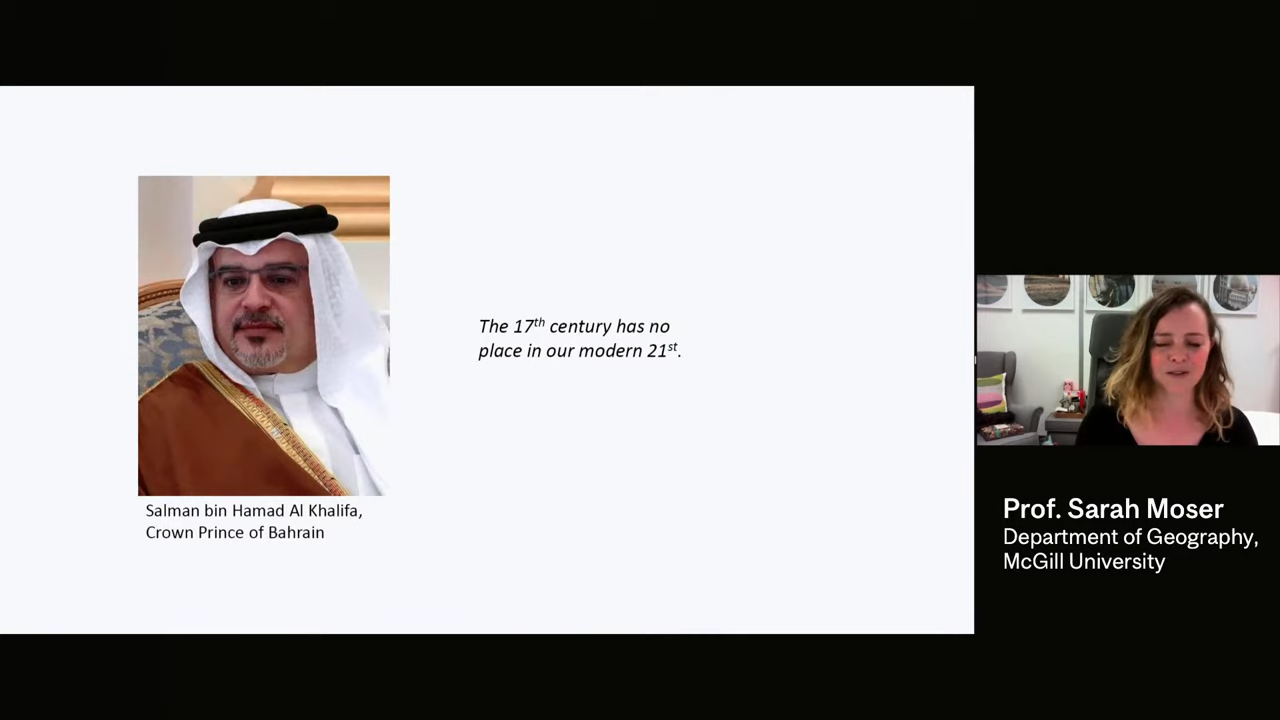 The 17th century has no
place in our modern 21st.
Salman bin Hamad Al Khalifa,
Crown Prince of Bahrain
Prof. Sarah Moser
Department of Geography,
McGill University